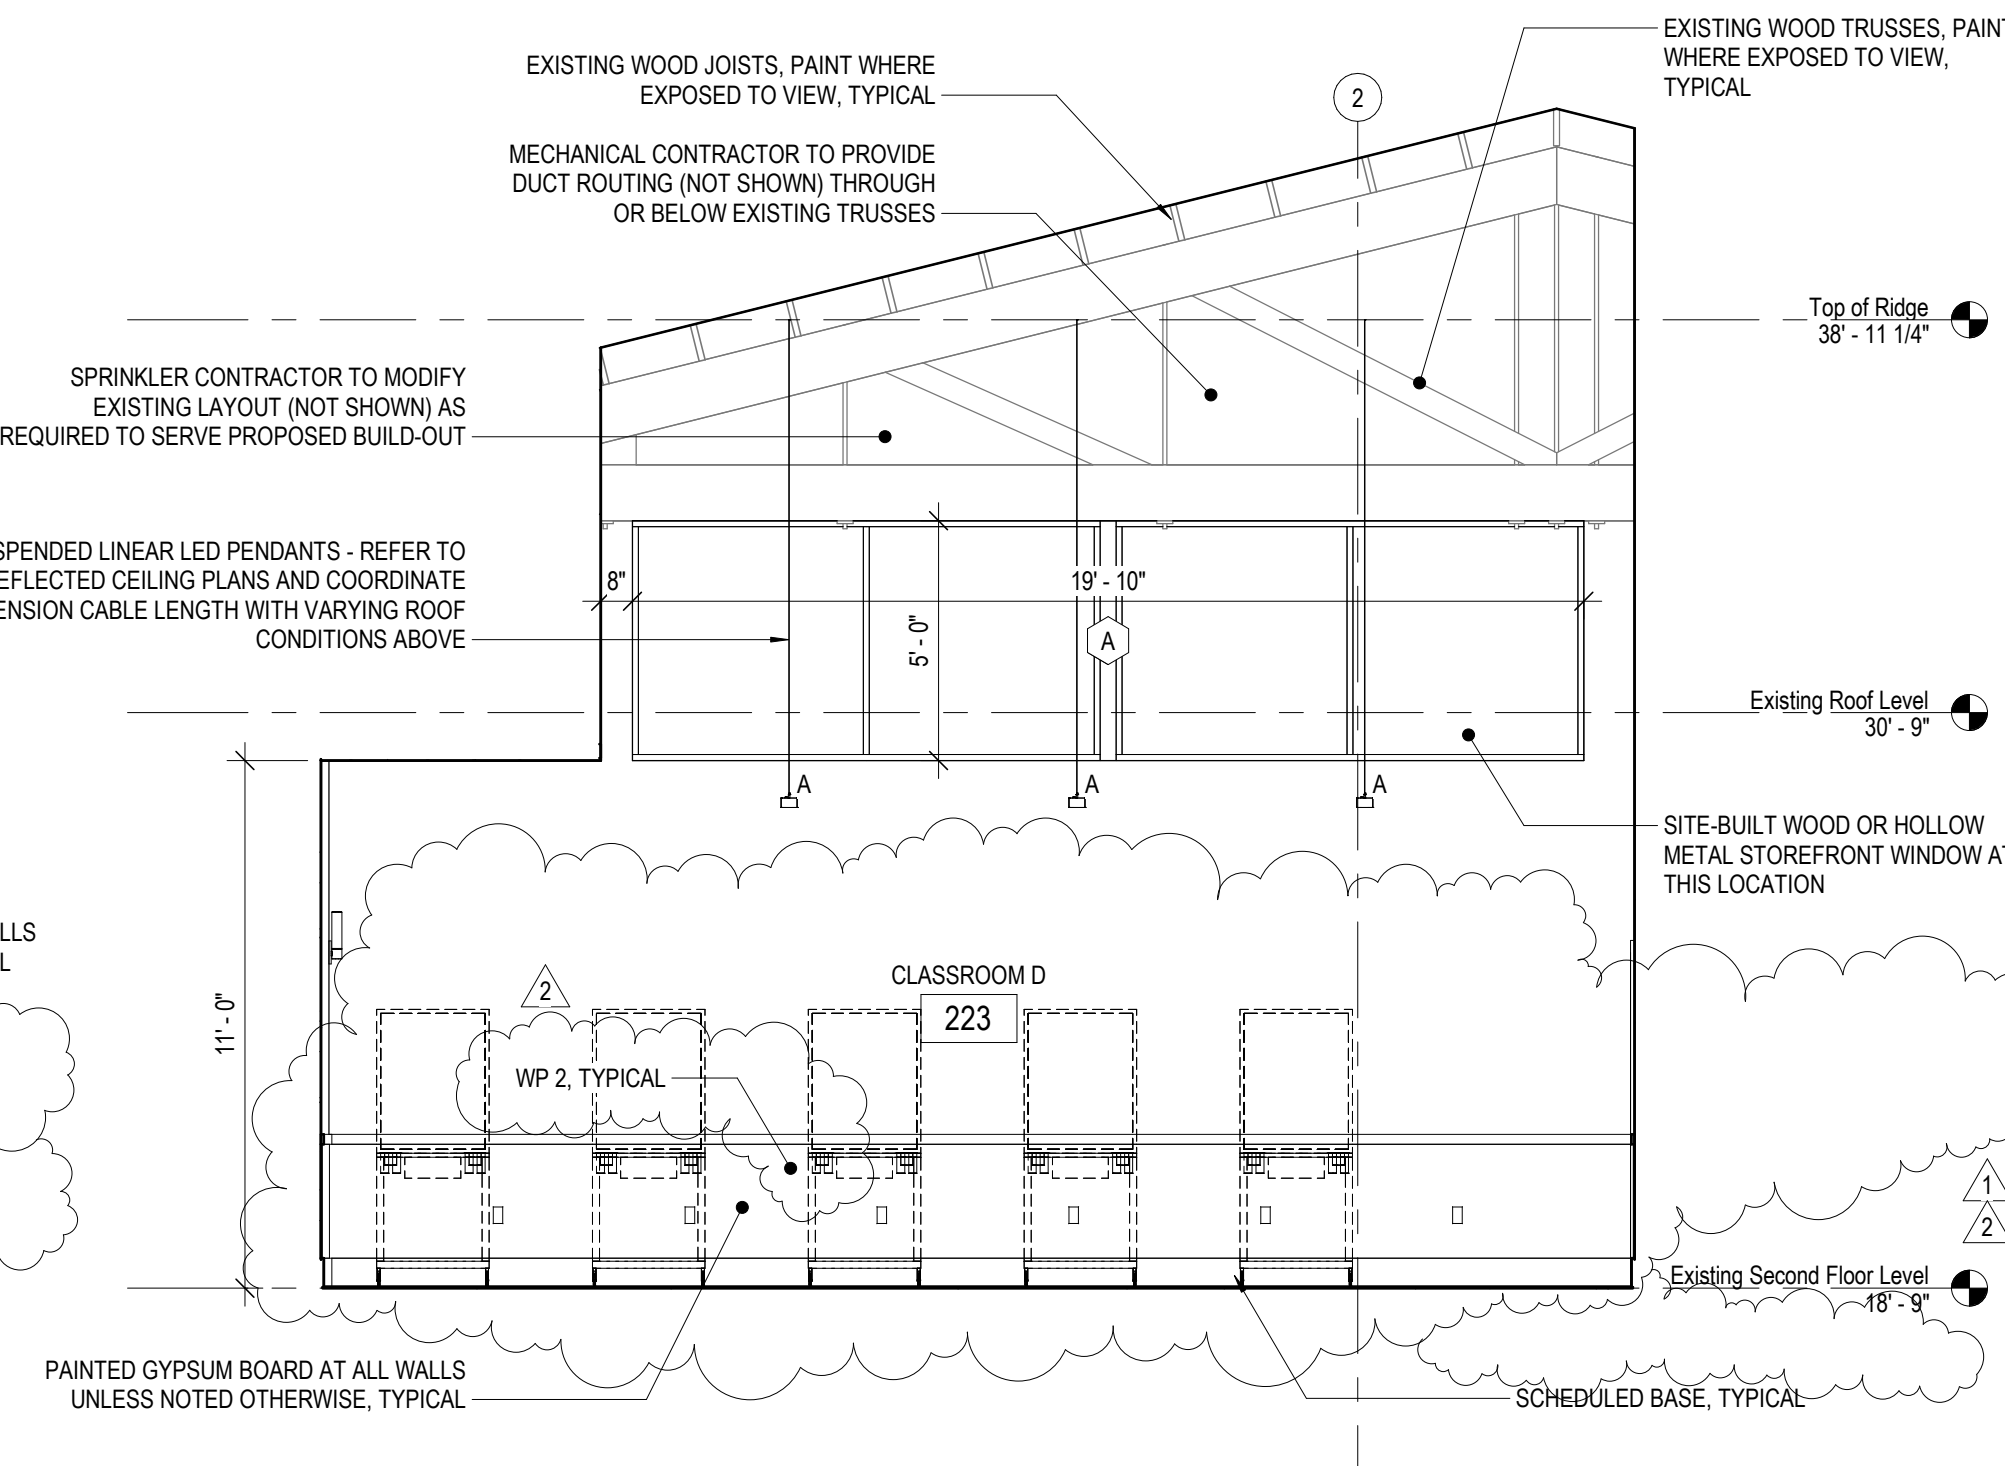 EXISTING WOOD TRUSSES, PAINT
WHERE EXPOSED TO VIEW,
TYPICAL
EXISTING WOOD JOISTS, PAINT WHERE
EXPOSED TO VIEW, TYPICAL
2
MECHANICAL CONTRACTOR TO PROVIDE
DUCT ROUTING (NOT SHOWN) THROUGH
OR BELOW EXISTING TRUSSES
Top of Ridge
38' - 11 1/4"
SPRINKLER CONTRACTOR TO MODIFY
EXISTING LAYOUT (NOT SHOWN) AS
REQUIRED TO SERVE PROPOSED BUILD-OUT
SPENDED LINEAR LED PENDANTS - REFER TO
EFLECTED CEILING PLANS AND COORDINATE
ENSION CABLE LENGTH WITH VARYING ROOF
CONDITIONS ABOVE
8"
19' - 10"
5' - 0"
A
Existing Roof Level
30' - 9"
A
A
A
SITE-BUILT WOOD OR HOLLOW
METAL STOREFRONT WINDOW AT
THIS LOCATION
LLS
L
11' - 0"
2
CLASSROOM D
223
WP 2, TYPICAL
1
2
Existing Second Floor Level
18' - 9"
PAINTED GYPSUM BOARD AT ALL WALLS
UNLESS NOTED OTHERWISE, TYPICAL
SCHEDULED BASE, TYPICAL